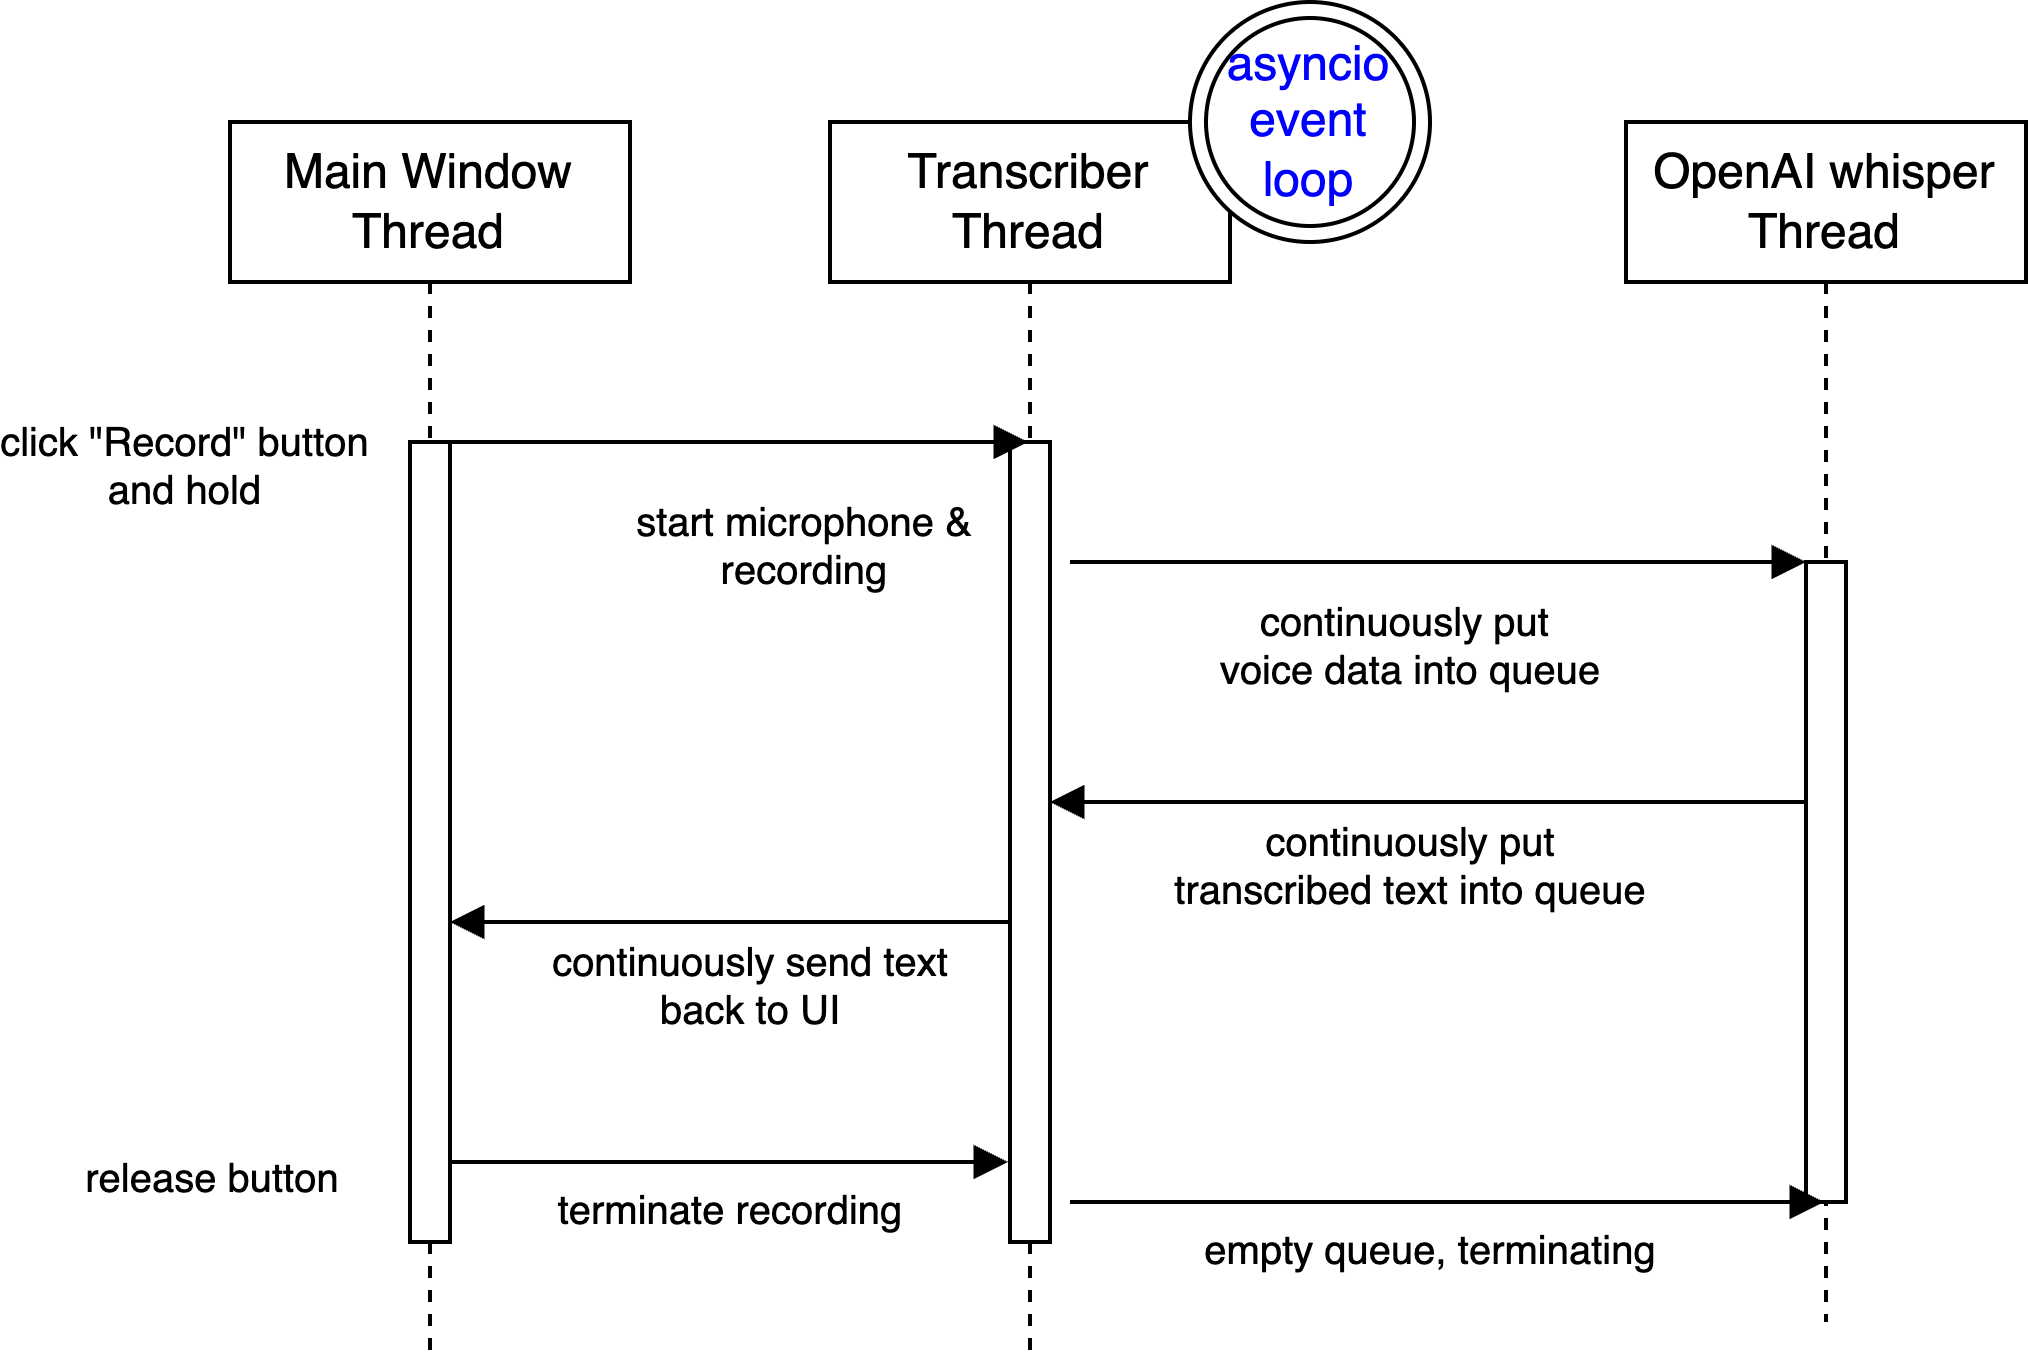 asyncio
event
loop
Main Window
Thread
Transcriber
Thread
OpenAI whisper
Thread
click "Record" button
and hold
start microphone &
recording
continuously put
voice data into queue
continuously put
transcribed text into queue
continuously send text
back to UI
release button
terminate recording
empty queue, terminating